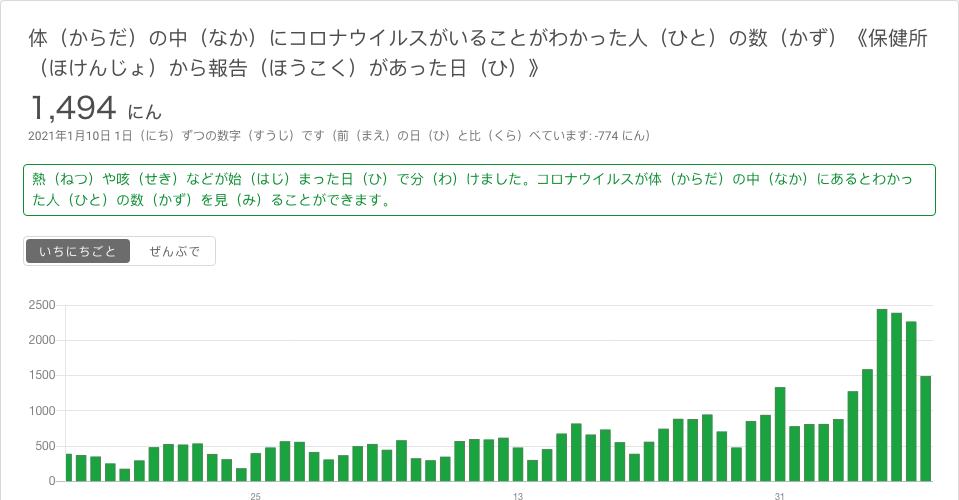 体（からだ）の中（なか）にコロナウイルスがいることがわかった人（ひと）の数（かず）《保健所
（ほけんじょ）から報告（ほうこく）があった日（ひ）》
1,494 にん
2021年1月10日 1日（にち）ずつの数字（すうじ）です（前（まえ）の日（ひ）と比（くら）べています: -774 にん）
熱（ねつ）や咳（せき）などが始（はじ）まった日（ひ）で分（わ）けました。コロナウイルスが体（からだ）の中（なか）にあるとわかっ
た人（ひと）の数（かず）を見（み）ることができます。
いちにちごと ぜんぶで
2500
2000
1500
1000
500
0
25 13 31